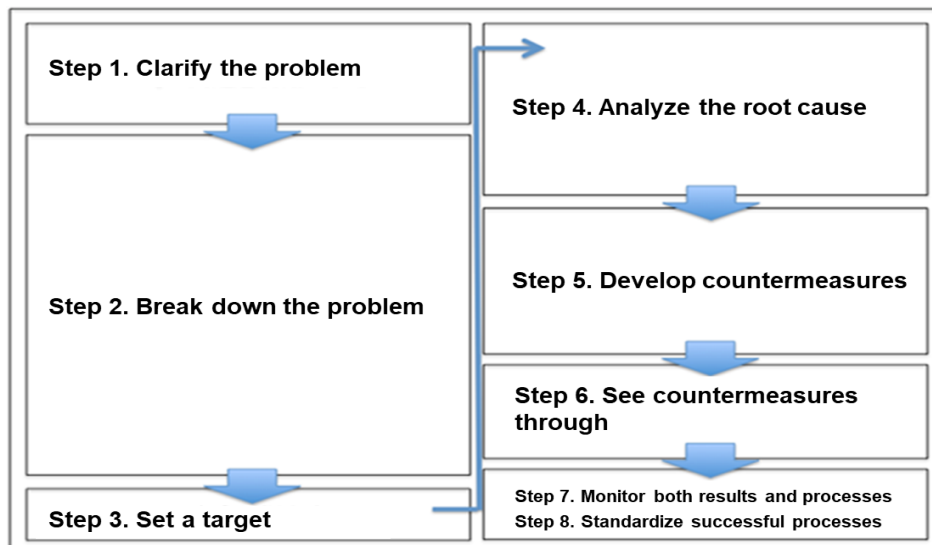 Step 1. Clarify the problem
Step 2. Break down the problem
Step 3. Set a target
Step 4. Analyze the root cause
Step 5. Develop countermeasures
Step 6. See countermeasures
through
Step 7. Monitor both results and processes
Step 8. Standardize successful processes